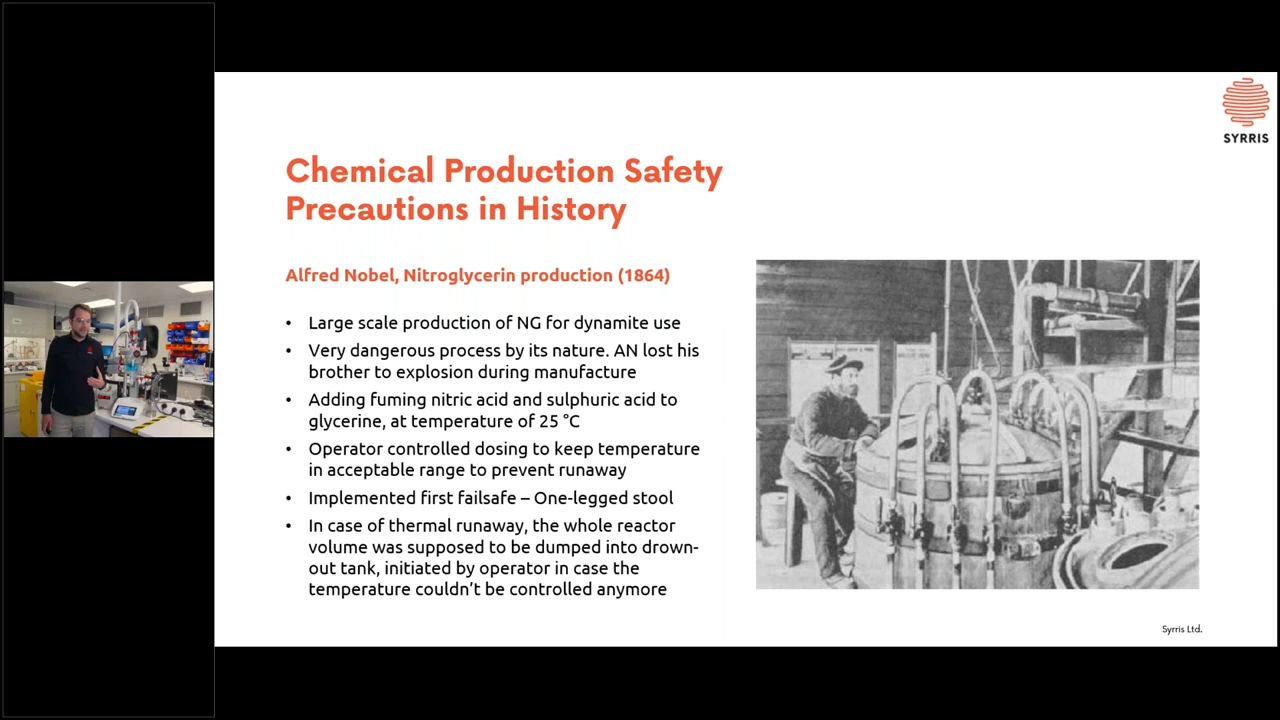 SYRRIS
Chemical Production Safety
Precautions in History
Alfred Nobel, Nitroglycerin production (1864)
• Large scale production of NG for dynamite use
• Very dangerous process by its nature. AN lost his
brother to explosion during manufacture
• Adding fuming nitric acid and sulphuric acid to
glycerine, at temperature of 25 °C
• Operator controlled dosing to keep temperature
in acceptable range to prevent runaway
• Implemented first failsafe – One-legged stool
• In case of thermal runaway, the whole reactor
volume was supposed to be dumped into drown-
out tank, initiated by operator in case the
temperature couldn’t be controlled anymore
Syrris Ltd.